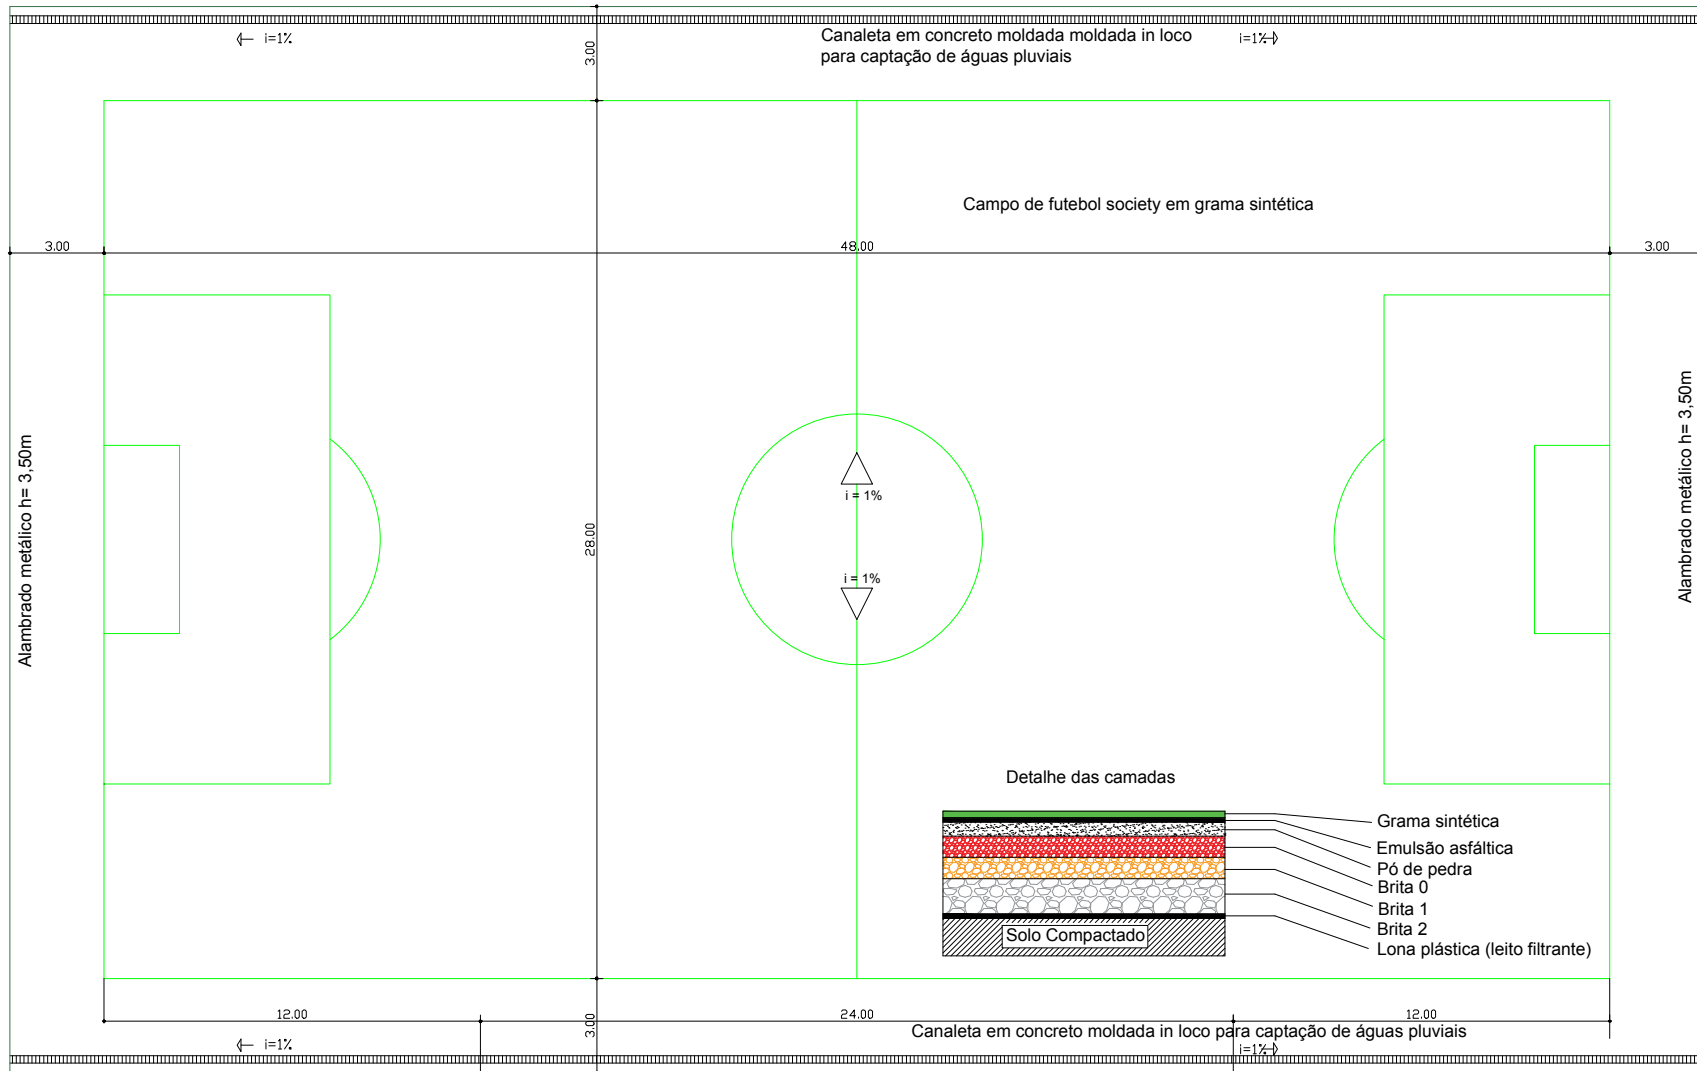 i=1%
3.00
Canaleta em concreto moldada moldada in loco
para captação de águas pluviais
i=1%
Campo de futebol society em grama sintética
3.00
48.00
3.00
Alambrado metálico h= 3,50m
Alambrado metálico h= 3,50m
i = 1%
28.00
i = 1%
Detalhe das camadas
Grama sintética
Emulsão asfáltica
Pó de pedra
Brita 0
Brita 1
Brita 2
Solo Compactado
Lona plástica (leito filtrante)
12.00
3.00
24.00
12.00
Canaleta em concreto moldada in loco para captação de águas pluviais
i=1%
i=1%